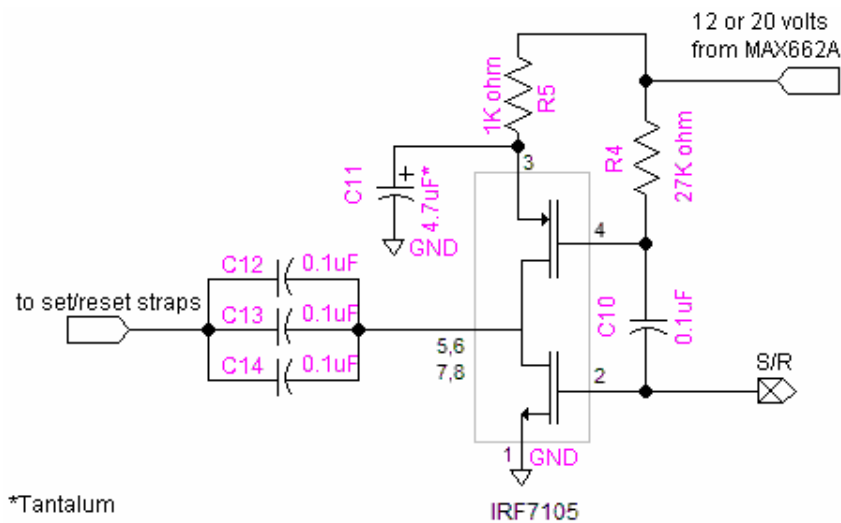 12 or 20 volts
from MAX662A
1K ohm
R5
R4
27K ohm
3
C11
+
4.7uF*
GND
4
C12
0.1uF
to set/reset straps
C13
0.1uF
C10
0.1uF
5,6
7,8
C14
0.1uF
2
S/R
1
GND
*Tantalum
IRF7105